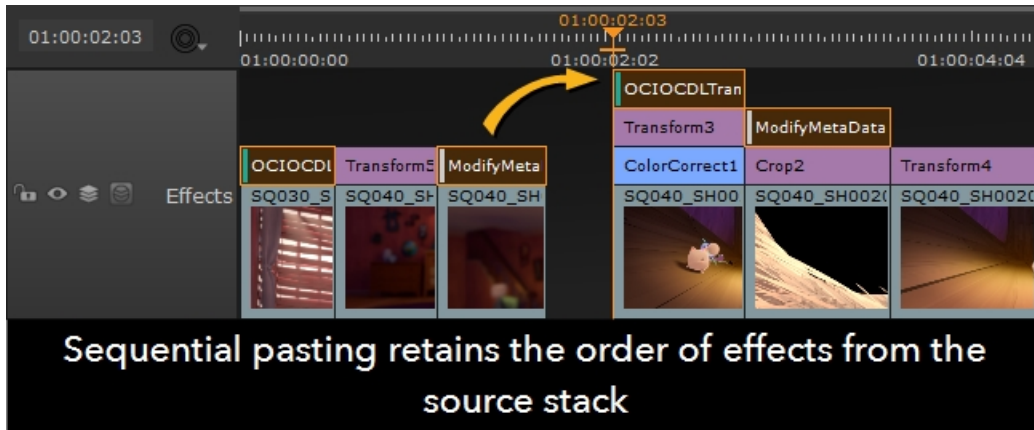 01:00:02:03
01:00:02:03
01:00:00:00 01:00:02:02 01:00:04:04
OCIOCDLTran
Transform3 ModifyMetaData
OCIOCDL Transform5 ModifyMeta ColorCorrect1 Crop2 Transform4
Effects SQ030_S SQ040_SH SQ040_SH SQ040_SH00 SQ040_SH0020 SQ040_SH0020
Sequential pasting retains the order of effects from the
source stack